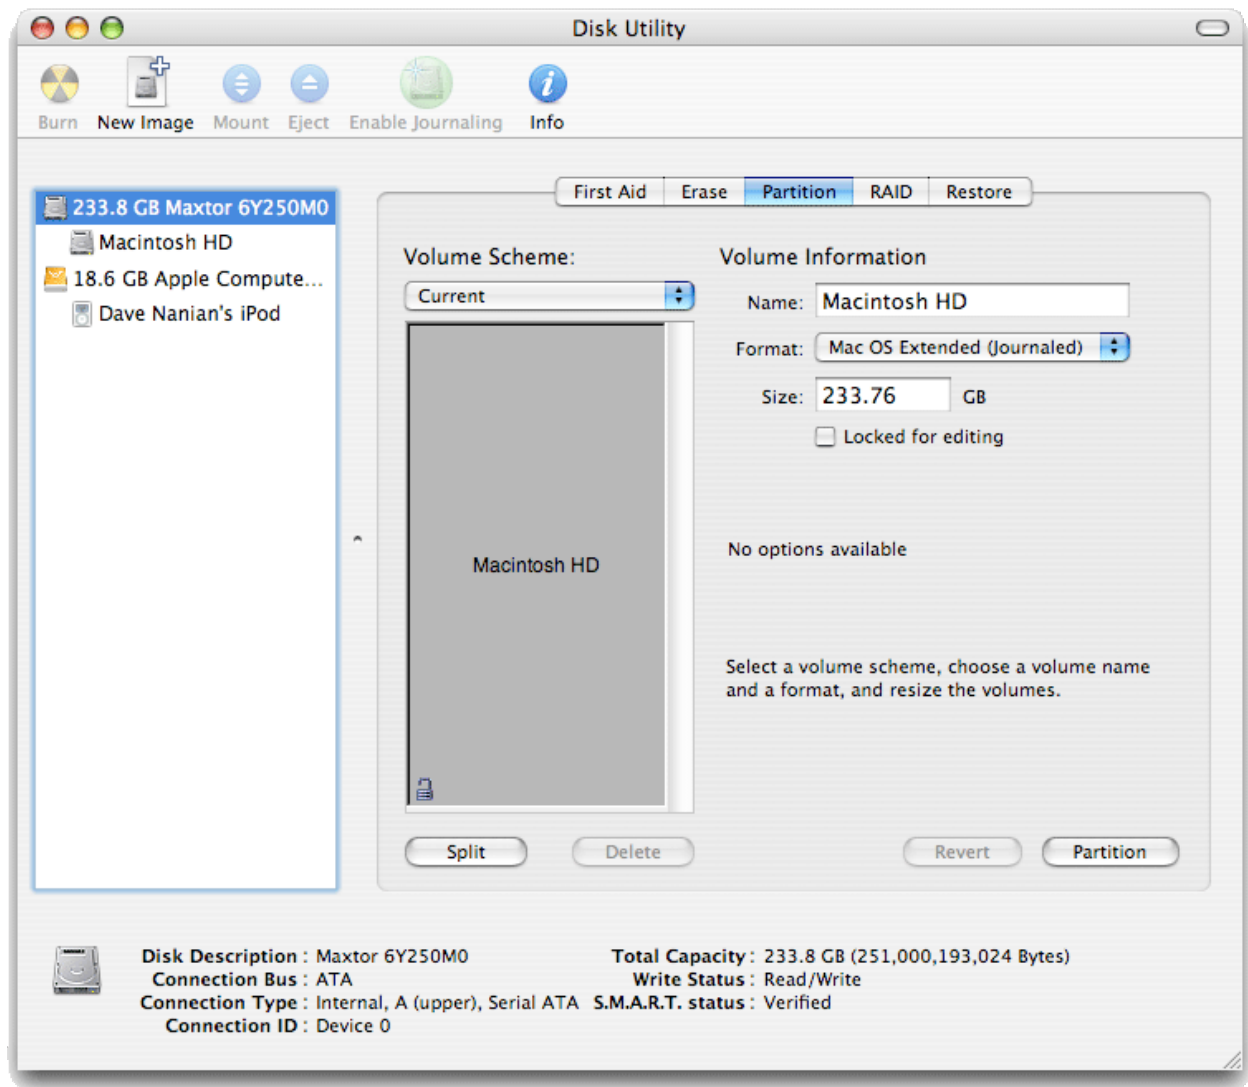 Disk Utility
Burn New Image Mount Eject Enable Journaling Info
233.8 GB Maxtor 6Y250M0
Macintosh HD
18.6 GB Apple Compute...
Dave Nanian's iPod
First Aid Erase Partition RAID Restore
Volume Scheme:
Current
Macintosh HD
Split Delete
Volume Information
Name: Macintosh HD
Format: Mac OS Extended (Journaled)
Size: 233.76 GB
Locked for editing
No options available
Select a volume scheme, choose a volume name
and a format, and resize the volumes.
Revert Partition
Disk Description : Maxtor 6Y250M0
Connection Bus : ATA
Connection Type : Internal, A (upper), Serial ATA
Connection ID : Device 0
Total Capacity : 233.8 GB (251,000,193,024 Bytes)
Write Status : Read/Write
S.M.A.R.T. status : Verified